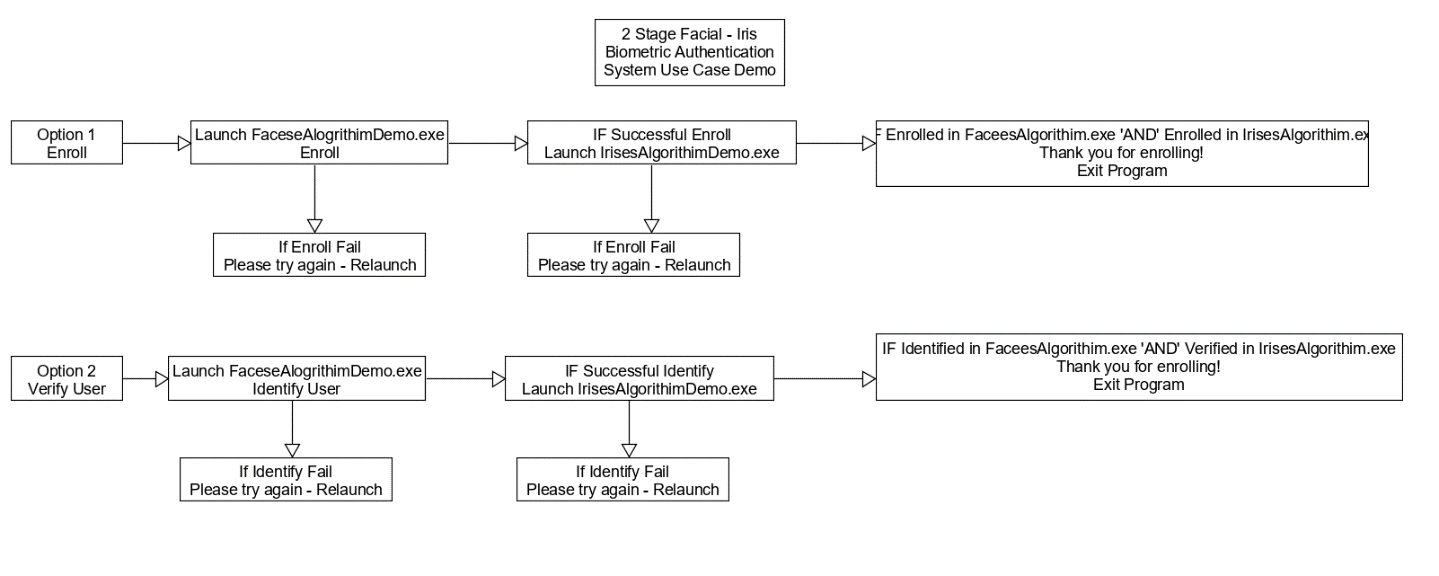 2 Stage Facial - Iris
Biometric Authentication
System Use Case Demo
Option 1
Enroll
Launch FaceseAlogrithimDemo.exe
Enroll
IF Successful Enroll
Launch IrisesAlgorithimDemo.exe
F Enrolled in FaceesAlgorithim.exe 'AND' Enrolled in IrisesAlgorithim.ex
Thank you for enrolling!
Exit Program
If Enroll Fail
Please try again - Relaunch
If Enroll Fail
Please try again - Relaunch
Option 2
Verify User
Launch FaceseAlogrithimDemo.exe
Identify User
IF Successful Identify
Launch IrisesAlgorithimDemo.exe
IF Identified in FaceesAlgorithim.exe 'AND' Verified in IrisesAlgorithim.exe
Thank you for enrolling!
Exit Program
If Identify Fail
Please try again - Relaunch
If Identify Fail
Please try again - Relaunch